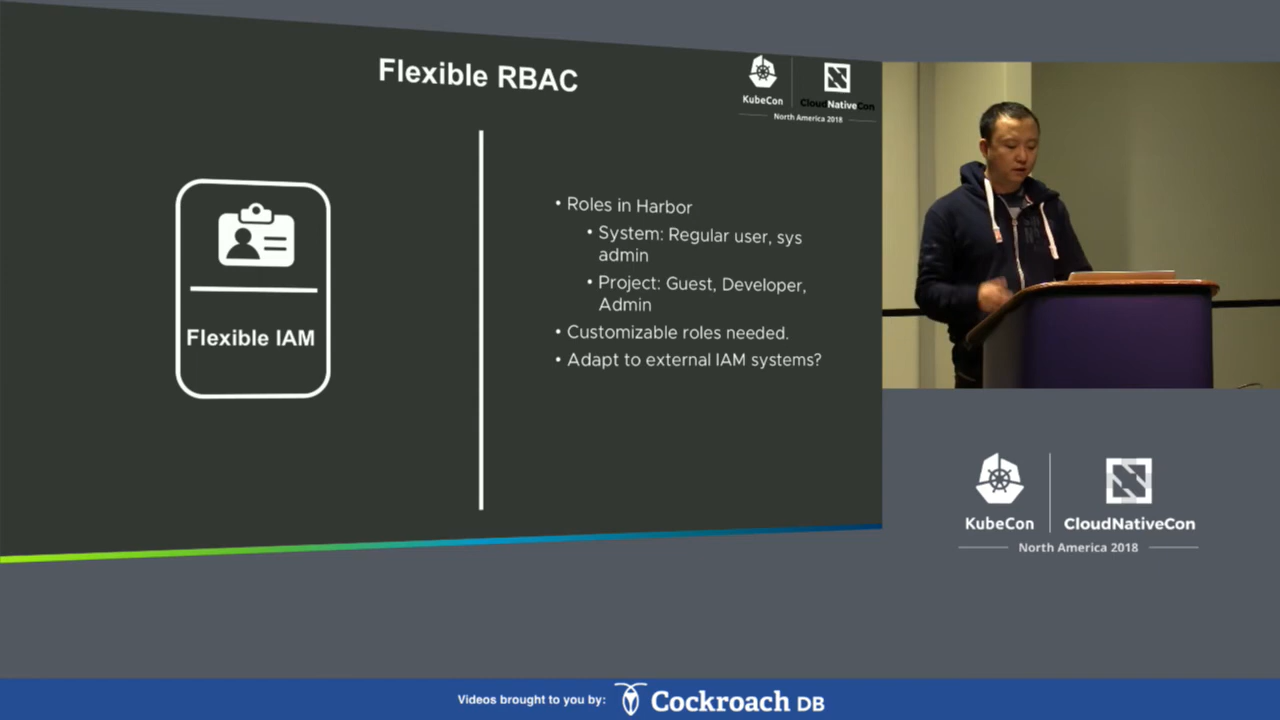 Flexible RBAC
KubeCon
CloudNativeCon
North America 2018
Flexible IAM
• Roles in Harbor
• System: Regular user, sys
admin
• Project: Guest, Developer,
Admin
• Customizable roles needed.
• Adapt to external IAM systems?
KubeCon
CloudNativeCon
North America 2018
Videos brought to you by:
Cockroach DB